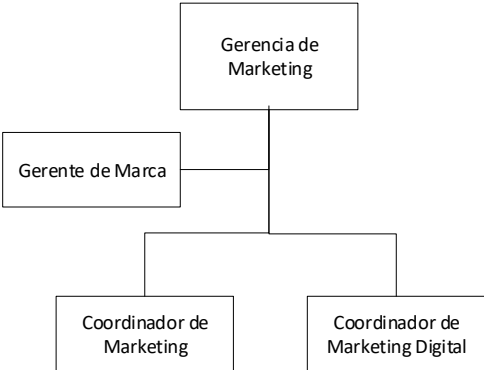 Gerencia de
Marketing
Gerente de Marca
Coordinador de
Marketing
Coordinador de
Marketing Digital